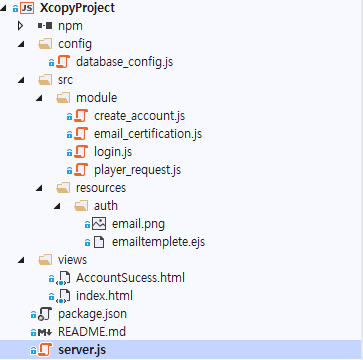 JS XcopyProject
npm
config
database_config.js
src
module
create_account.js
email_certification.js
login.js
player_request.js
resources
auth
email.png
emailtemplete.ejs
views
AccountSucess.html
index.html
package.json
README.md
server.js